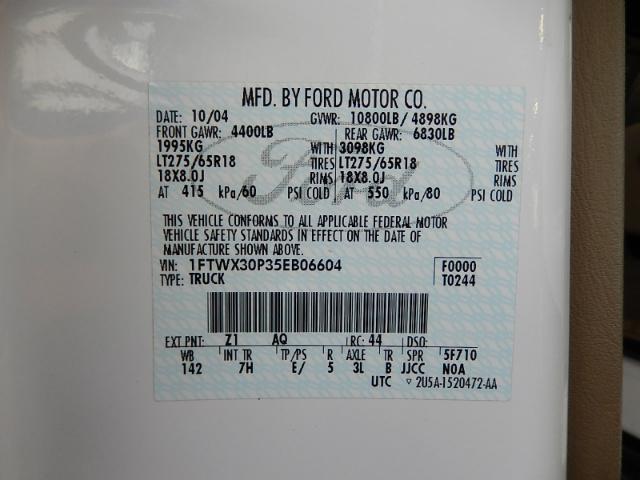 MFD. BY FORD MOTOR CO.
DATE: 10/04 GVWR: 10800LB/ 4898KG
FRONT GAWR: 4400LB REAR GAWR: 6830LB
1995KG WITH 3098KG WITH
LT275/65R18 TIRES LT275/65R18 TIRES
18X8.0J RIMS 18X8.0J RIMS
AT 415 kPa/60 PSI COLD AT 550 kPa/80 PSI COLD
Ford
THIS VEHICLE CONFORMS TO ALL APPLICABLE FEDERAL MOTOR
VEHICLE SAFETY STANDARDS IN EFFECT ON THE DATE OF
MANUFACTURE SHOWN ABOVE.
VIN: 1FTWX30P35EB06604 F0000
TYPE: TRUCK T0244
EXT PNT: Z1 AQ RC: 44 DSO:
WB INT TR TP/PS R AXLE TR SPR 5F710
142 7H E/ 5 3L B JJCC NOA
UTC ▽ 2U5A-1520472-AA